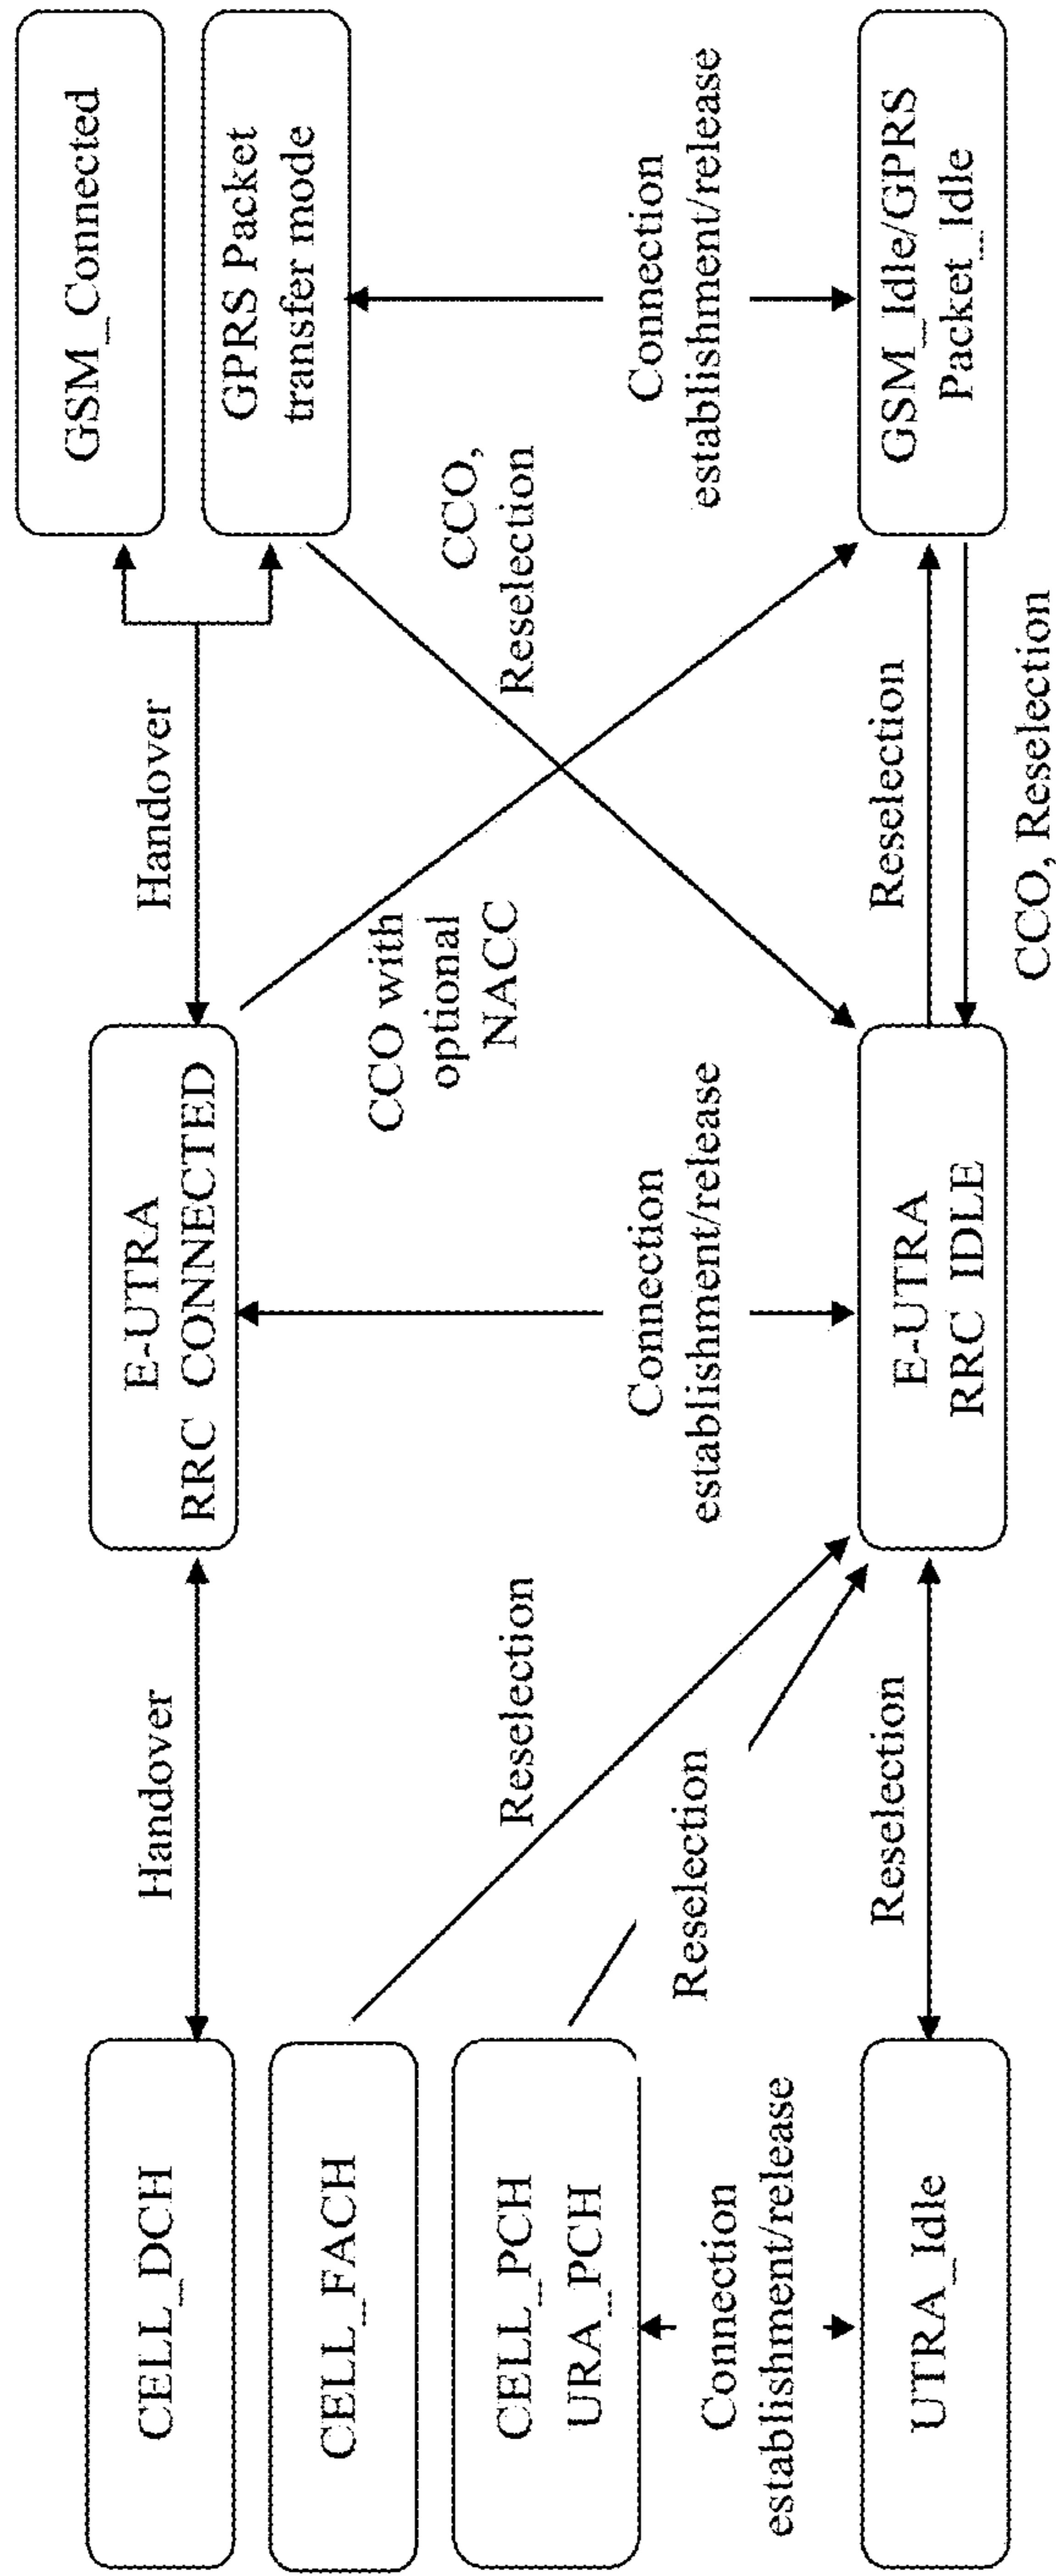 CELL_DCH
Handover
E-UTRA
RRC CONNECTED
Handover
GSM_Connected
CELL_FACH
CELL_PCH
URA_PCH
Reselection
CCO with
optional
NACC
CCO,
Reselection
GPRS Packet
transfer mode
Connection
establishment/release
Reselection
Connection
establishment/release
Connection
establishment/release
UTRA_Idle
Reselection
E-UTRA
RRC IDLE
Reselection
CCO, Reselection
GSM_Idle/GPRS
Packet_Idle